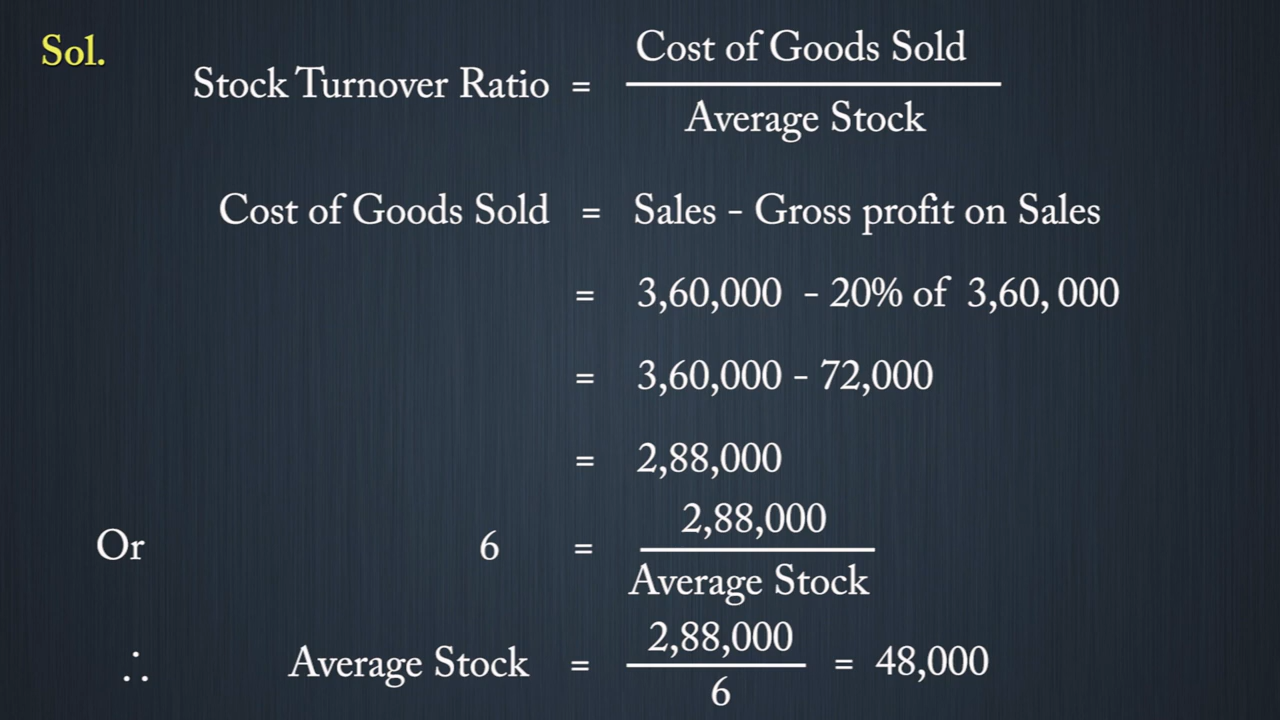 Sol.
Stock Turnover Ratio = Cost of Goods Sold / Average Stock
Cost of Goods Sold = Sales - Gross profit on Sales
= 3,60,000 - 20% of 3,60, 000
= 3,60,000 - 72,000
= 2,88,000
Or 6 = 2,88,000 / Average Stock
∴ Average Stock = 2,88,000 / 6 = 48,000